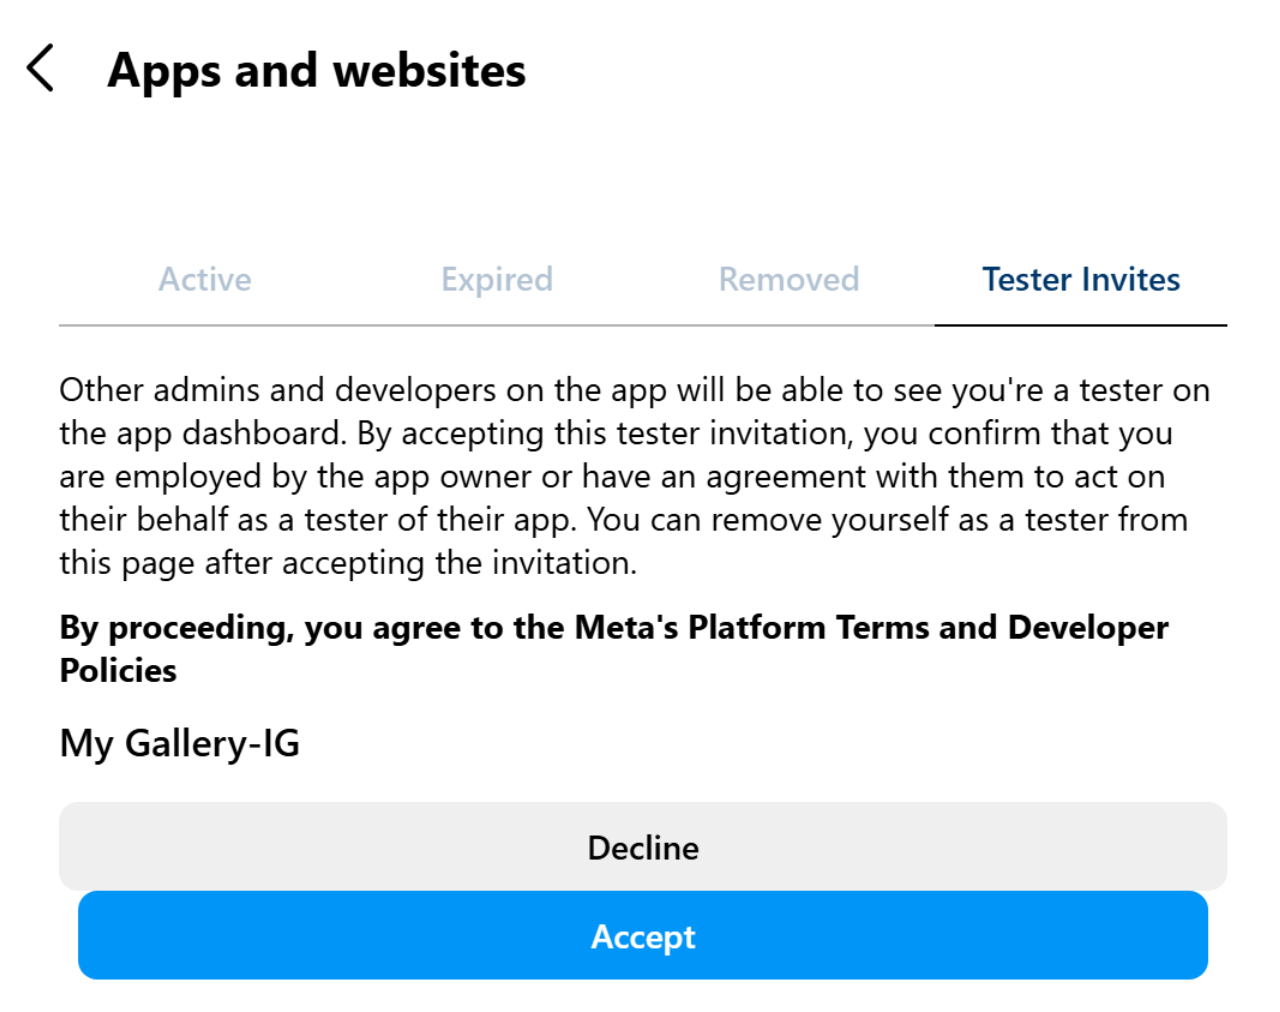 Apps and websites
Active Expired Removed Tester Invites
Other admins and developers on the app will be able to see you're a tester on
the app dashboard. By accepting this tester invitation, you confirm that you
are employed by the app owner or have an agreement with them to act on
their behalf as a tester of their app. You can remove yourself as a tester from
this page after accepting the invitation.
By proceeding, you agree to the Meta's Platform Terms and Developer
Policies
My Gallery-IG
Decline
Accept